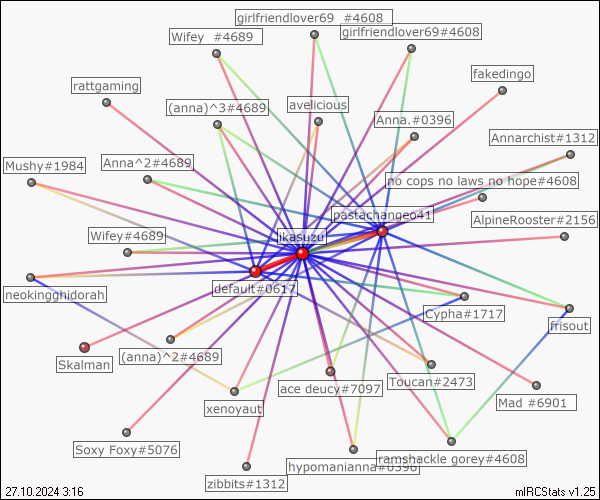 girlfriendlover69 _#4608
Wifey _#4689
girlfriendlover69#4608
fakedingo
rattgaming
(anna)^3#4689
avelicious
Anna.#0396
Annarchist#1312
Mushy#1984
Anna^2#4689
no cops no laws no hope#4608
pastachangeo41
AlpineRooster#2156
Wifey#4689
ikasuzu
default#0617
neokingghidorah
Cypha#1717
frisout
Skalman
(anna)^2#4689
ace deucy#7097
Toucan#2473
xenoyaut
Mad #6901
Soxy Foxy#5076
hypomanianna#0396
ramshackle gorey#4608
zibbits#1312
27.10.2024 3:16
mIRCStats v1.25